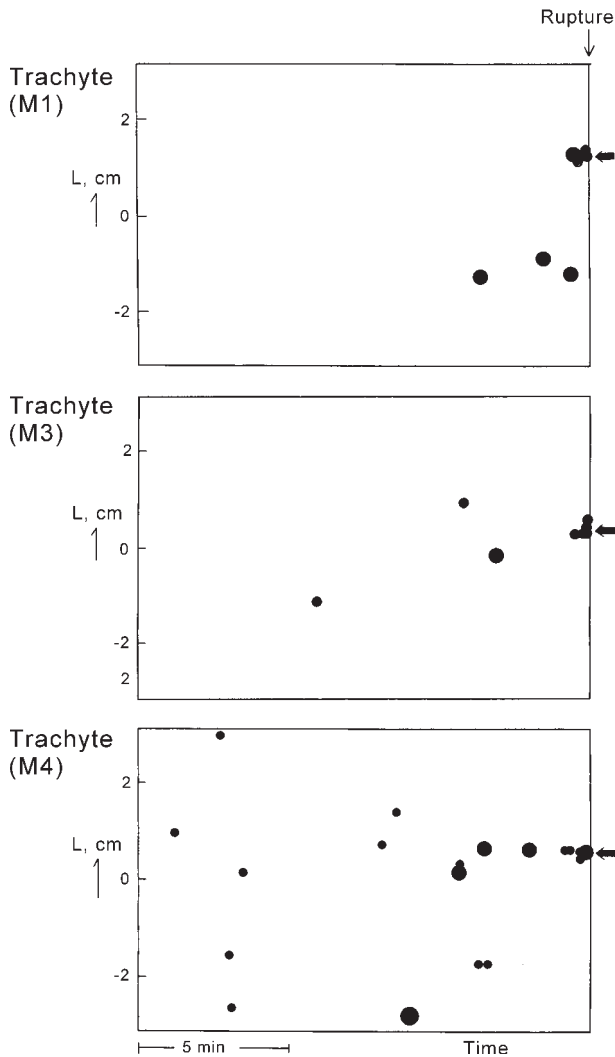 Rupture
Trachyte
(M1)
2
L, cm
0
-2
Trachyte
(M3)
2
L, cm
0
-2
2
Trachyte
(M4)
2
L, cm
0
-2
5 min
Time